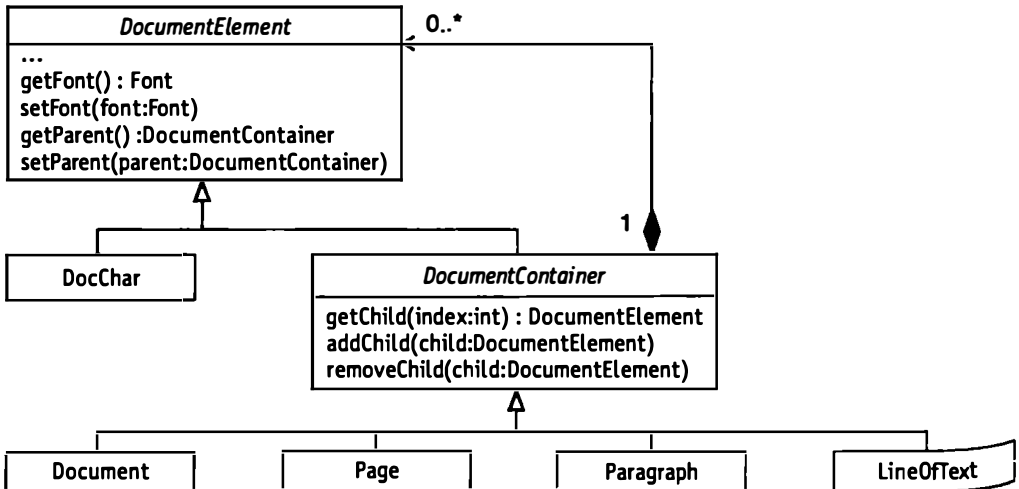 DocumentElement
0..*
...
getFont() : Font
setFont(font:Font)
getParent() :DocumentContainer
setParent(parent:DocumentContainer)
1
DocChar
DocumentContainer
getChild(index:int) : DocumentElement
addChild(child:DocumentElement)
removeChild(child:DocumentElement)
Document
Page
Paragraph
LineOfText